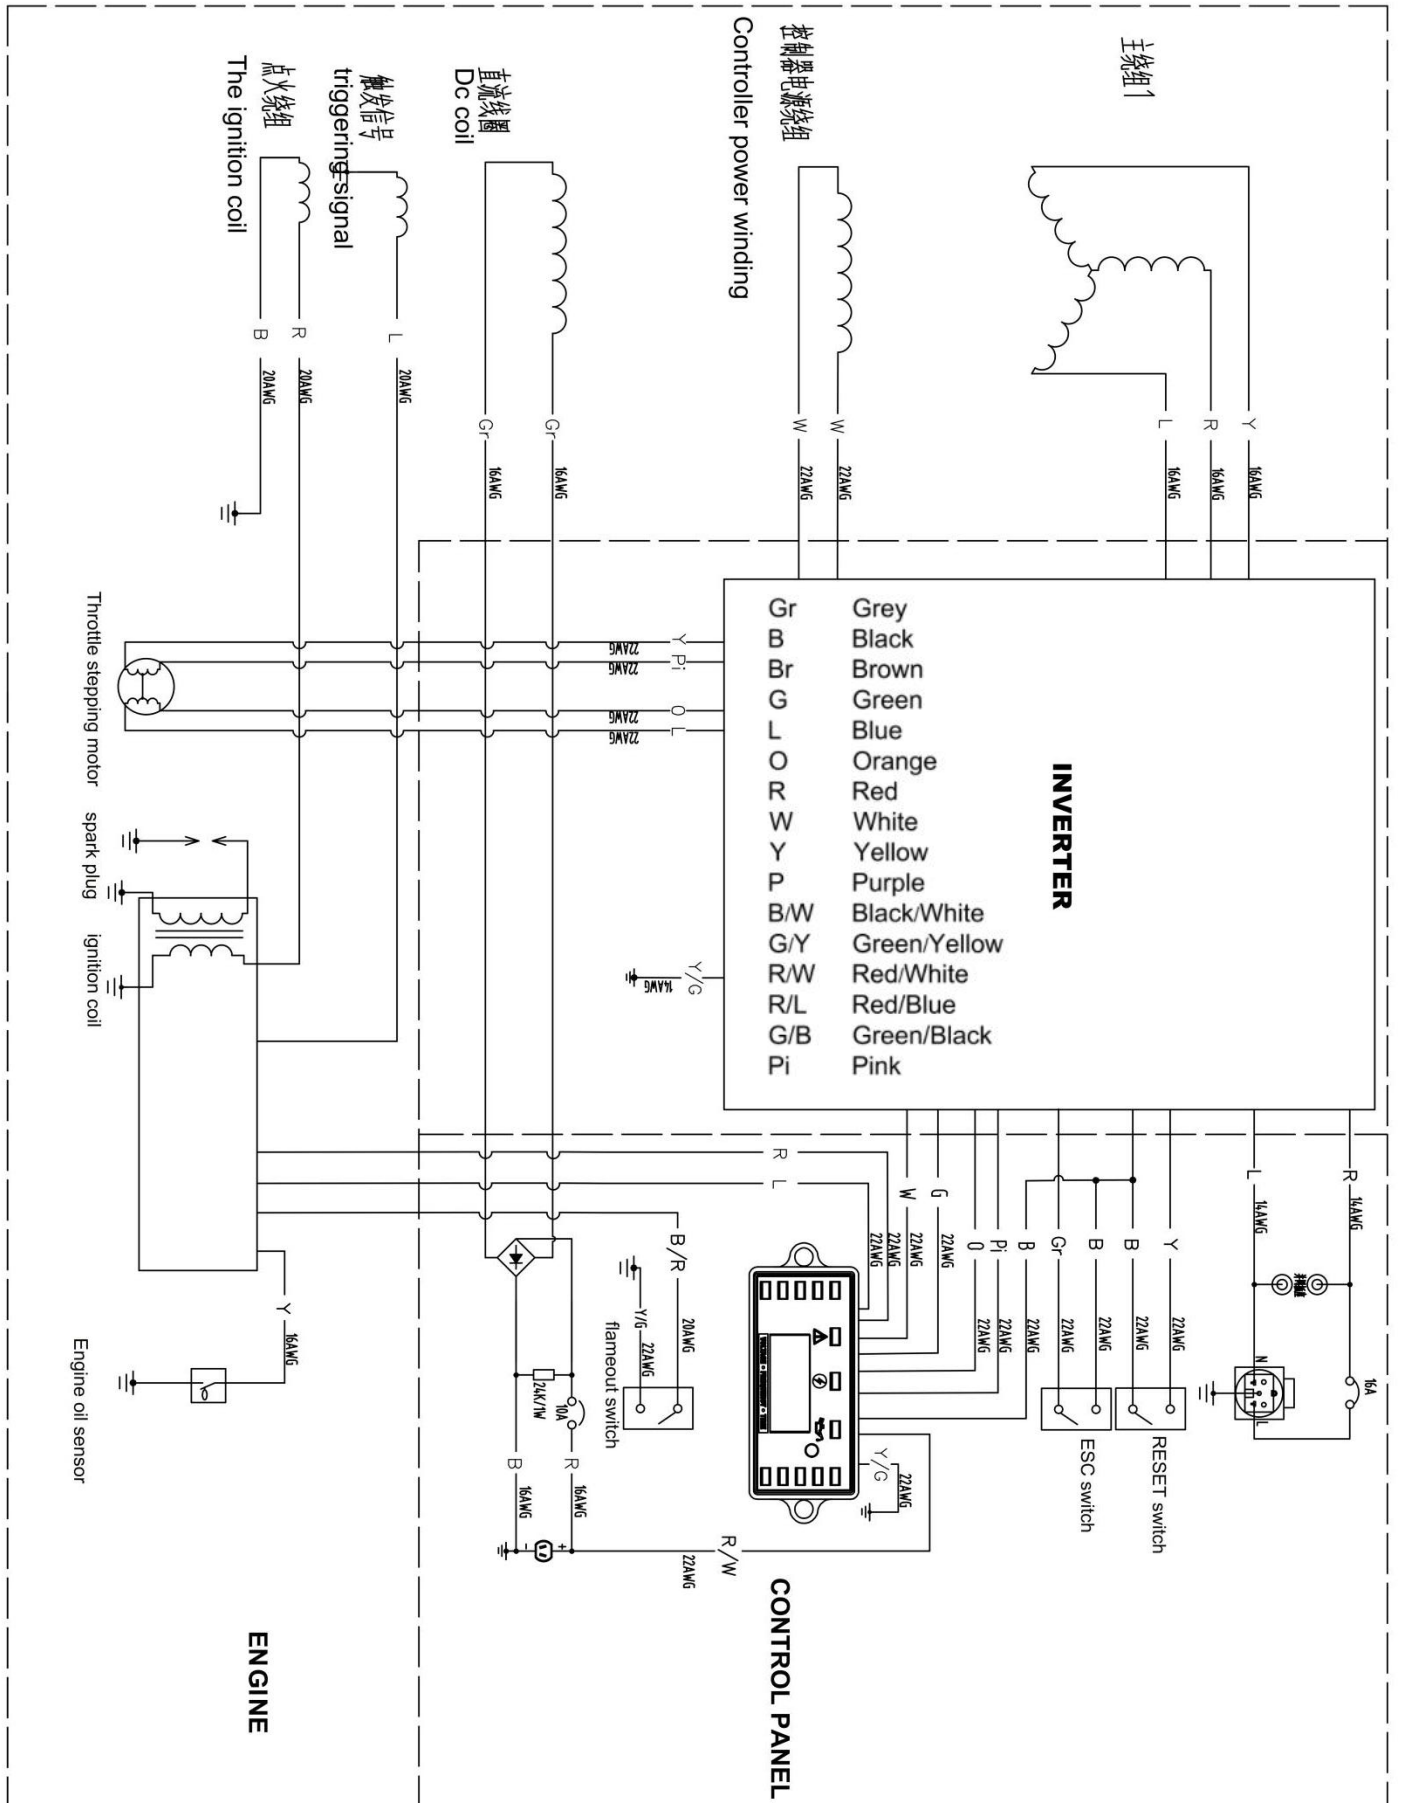 主绕组1
Y
16AWG
R
16AWG
L
16AWG
控制器电源绕组
Controller power winding
W
22AWG
W
22AWG
直流线圈
Dc coil
Gr
16AWG
Gr
16AWG
触发信号
triggering signal
L
20AWG
点火绕组
The ignition coil
R
20AWG
B
20AWG
INVERTER
Gr Grey
B Black
Br Brown
G Green
L Blue
O Orange
R Red
W White
Y Yellow
P Purple
B/W Black/White
G/Y Green/Yellow
R/W Red/White
R/L Red/Blue
G/B Green/Black
Pi Pink
Y
22AWG
Pi
22AWG
O
22AWG
L
22AWG
Y/G
14AWG
Throttle stepping motor
spark plug
ignition coil
R
14AWG
L
14AWG
16A
N
L
Y
22AWG
B
22AWG
RESET switch
B
22AWG
Gr
22AWG
ESC switch
B
22AWG
Pi
22AWG
O
22AWG
G
22AWG
W
22AWG
R
22AWG
L
22AWG
Y/G
22AWG
B/R
20AWG
Y/G
22AWG
flameout switch
24K/1W
10A
R
16AWG
B
16AWG
+
-
R/W
22AWG
CONTROL PANEL
Y
16AWG
Engine oil sensor
ENGINE